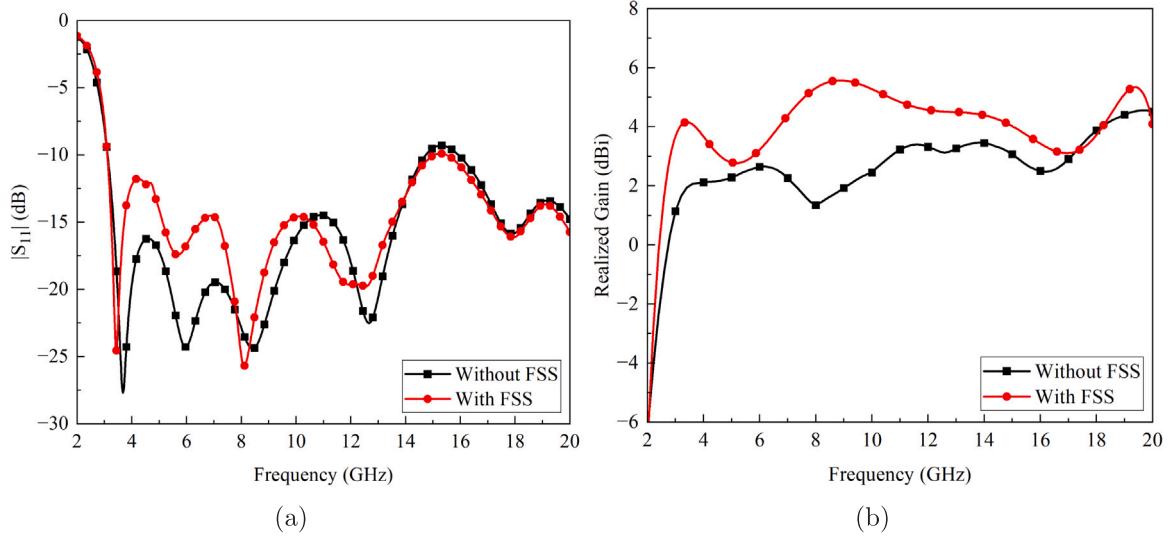 0
−5
−10
−15
−20
−25
−30
|S11| (dB)
Without FSS
With FSS
2 4 6 8 10 12 14 16 18 20
Frequency (GHz)
(a)
8
6
4
2
0
−2
−4
−6
Realized Gain (dBi)
Without FSS
With FSS
2 4 6 8 10 12 14 16 18 20
Frequency (GHz)
(b)